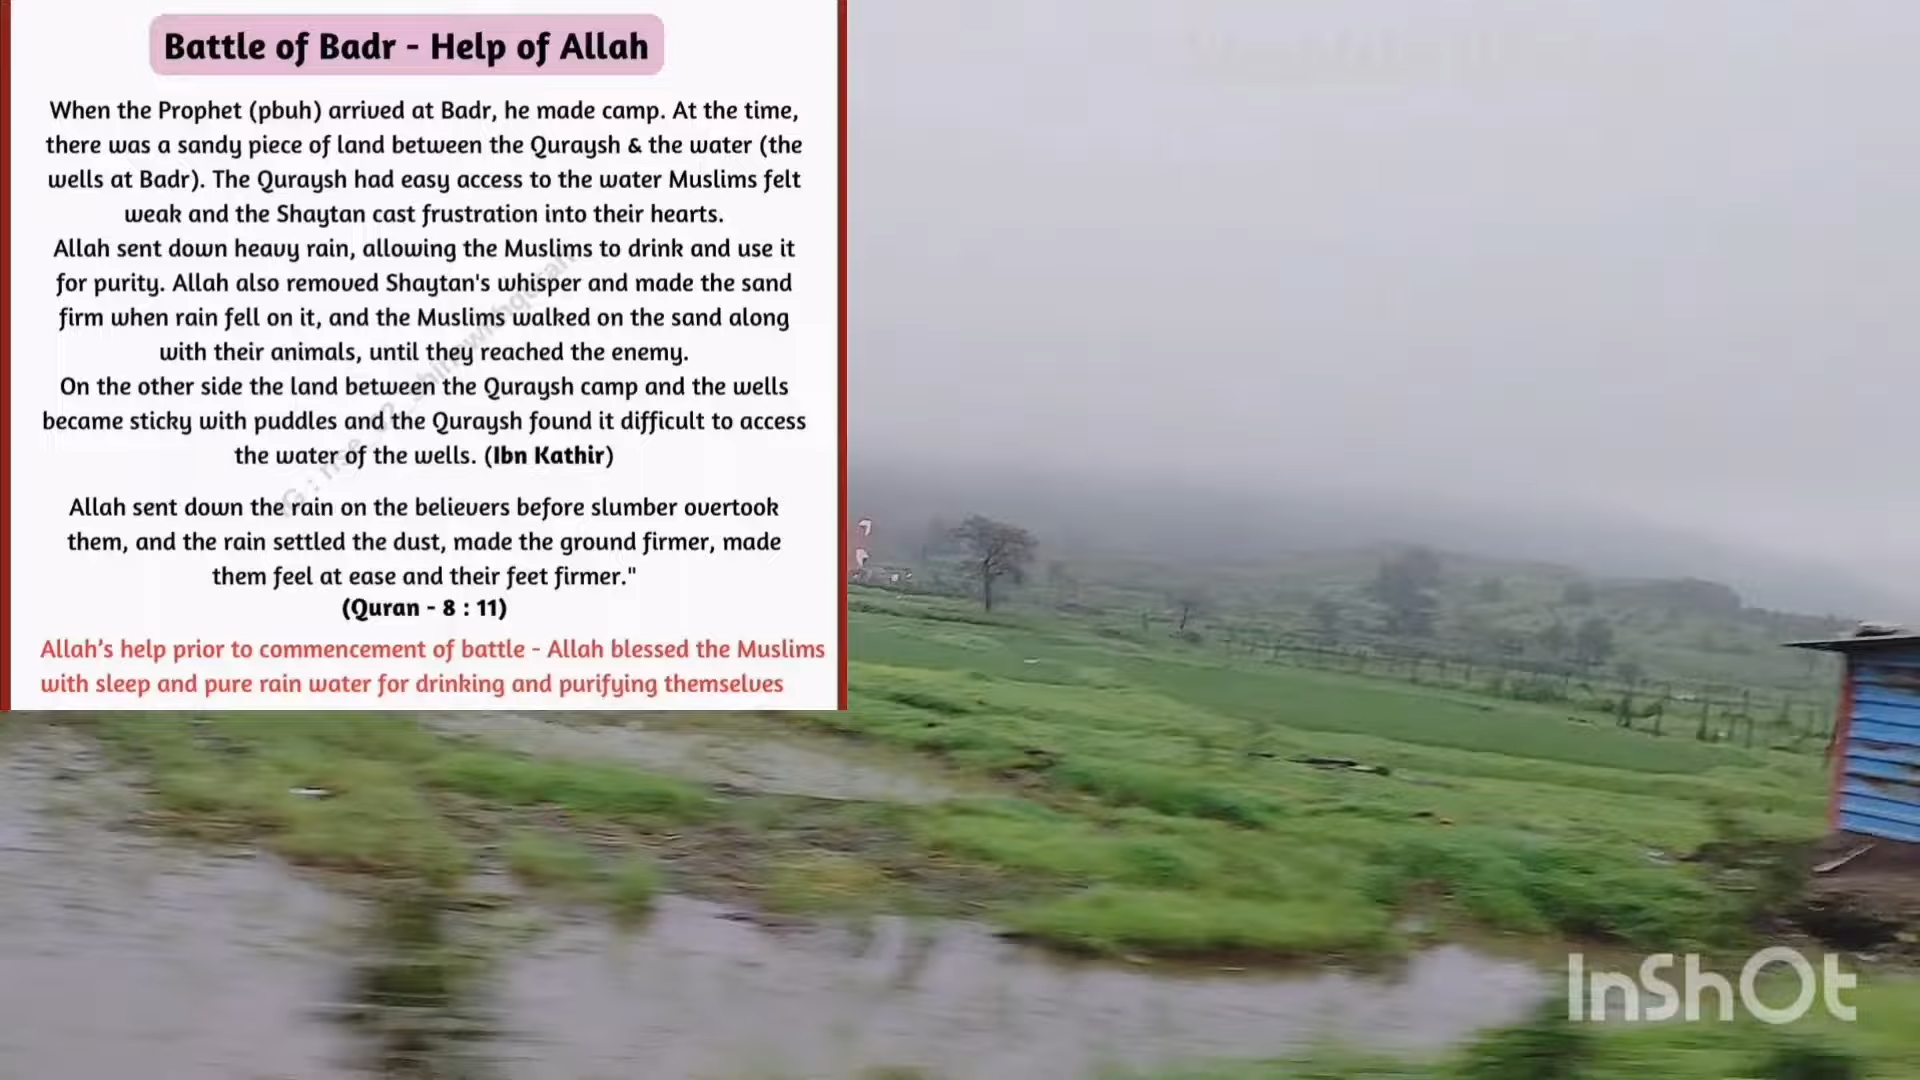 Battle of Badr - Help of Allah
When the Prophet (pbuh) arrived at Badr, he made camp. At the time,
there was a sandy piece of land between the Quraysh & the water (the
wells at Badr). The Quraysh had easy access to the water Muslims felt
weak and the Shaytan cast frustration into their hearts.
Allah sent down heavy rain, allowing the Muslims to drink and use it
for purity. Allah also removed Shaytan's whisper and made the sand
firm when rain fell on it, and the Muslims walked on the sand along
with their animals, until they reached the enemy.
On the other side the land between the Quraysh camp and the wells
became sticky with puddles and the Quraysh found it difficult to access
the water of the wells. (Ibn Kathir)
Allah sent down the rain on the believers before slumber overtook
them, and the rain settled the dust, made the ground firmer, made
them feel at ease and their feet firmer."
(Quran - 8 : 11)
Allah's help prior to commencement of battle - Allah blessed the Muslims
with sleep and pure rain water for drinking and purifying themselves
InShOt